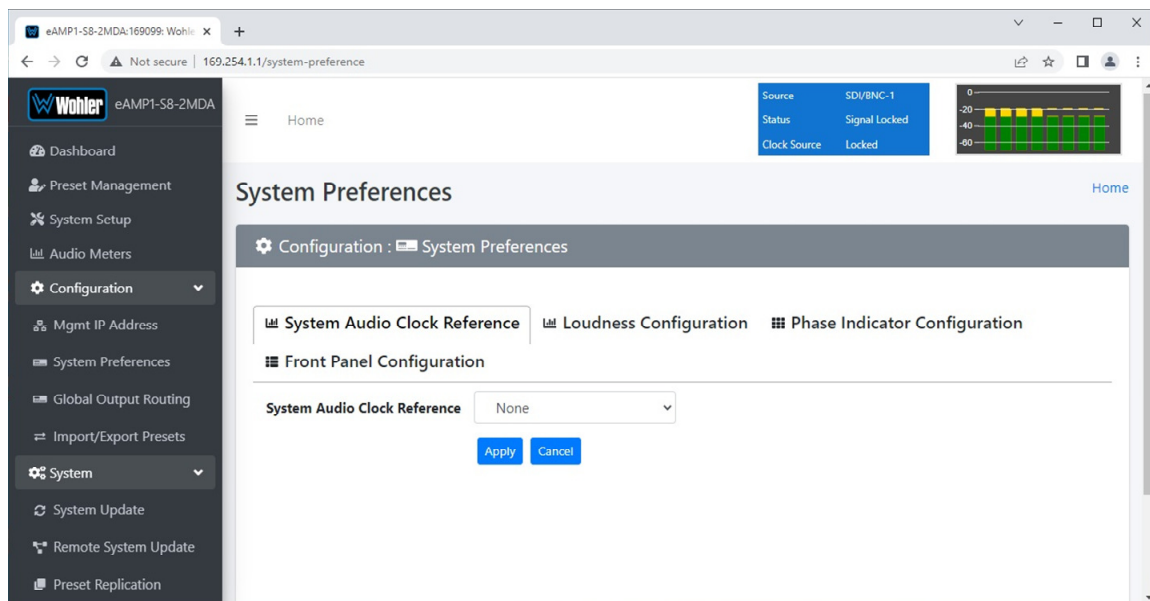 eAMP1-S8-2MDA:169099: Wohle
Not secure | 169.254.1.1/system-preference
Wohler eAMP1-S8-2MDA
Home
Source SDI/BNC-1
Status Signal Locked
Clock Source Locked
0
-20
-40
-60
Dashboard
Preset Management
System Setup
Audio Meters
Configuration
Mgmt IP Address
System Preferences
Global Output Routing
Import/Export Presets
System
System Update
Remote System Update
Preset Replication
System Preferences
Home
Configuration : System Preferences
System Audio Clock Reference
Loudness Configuration
Phase Indicator Configuration
Front Panel Configuration
System Audio Clock Reference None
Apply Cancel